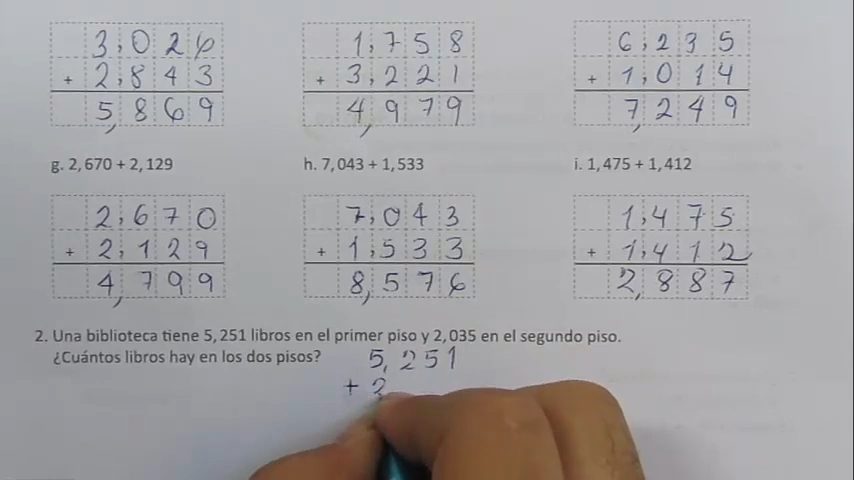 3,026 1,758 6,235
+ 2,843 + 3,221 + 1,014
5,869 4,979 7,249
g. 2,670 + 2,129 h. 7,043 + 1,533 i. 1,475 + 1,412
2,670 7,043 1,475
+ 2,129 + 1,533 + 1,412
4,799 8,576 2,887
2. Una biblioteca tiene 5,251 libros en el primer piso y 2,035 en el segundo piso.
¿Cuántos libros hay en los dos pisos? 5,251
+ 2